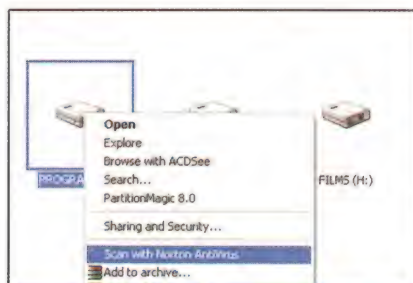 Open
Explore
Browse with ACDSee
Search...
PROGRA
FILMS (H:)
PartitionMagic 8.0
Sharing and Security...
Scan with Norton AntiVirus
Add to archive...